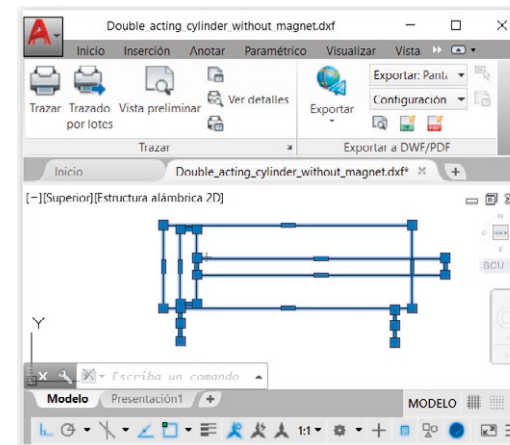 Double_acting_cylinder_without_magnet.dxf
Inicio Inserción Anotar Paramétrico Visualizar Vista
Trazar
Trazado por lotes
Vista preliminar
Ver detalles
Exportar
Exportar: Panta
Configuración
Trazar
Exportar a DWF/PDF
Inicio
Double_acting_cylinder_without_magnet.dxf*
[−][Superior][Estructura alámbrica 2D]
SCU
Y
Escriba un comando
Modelo Presentación1 + MODELO
1:1